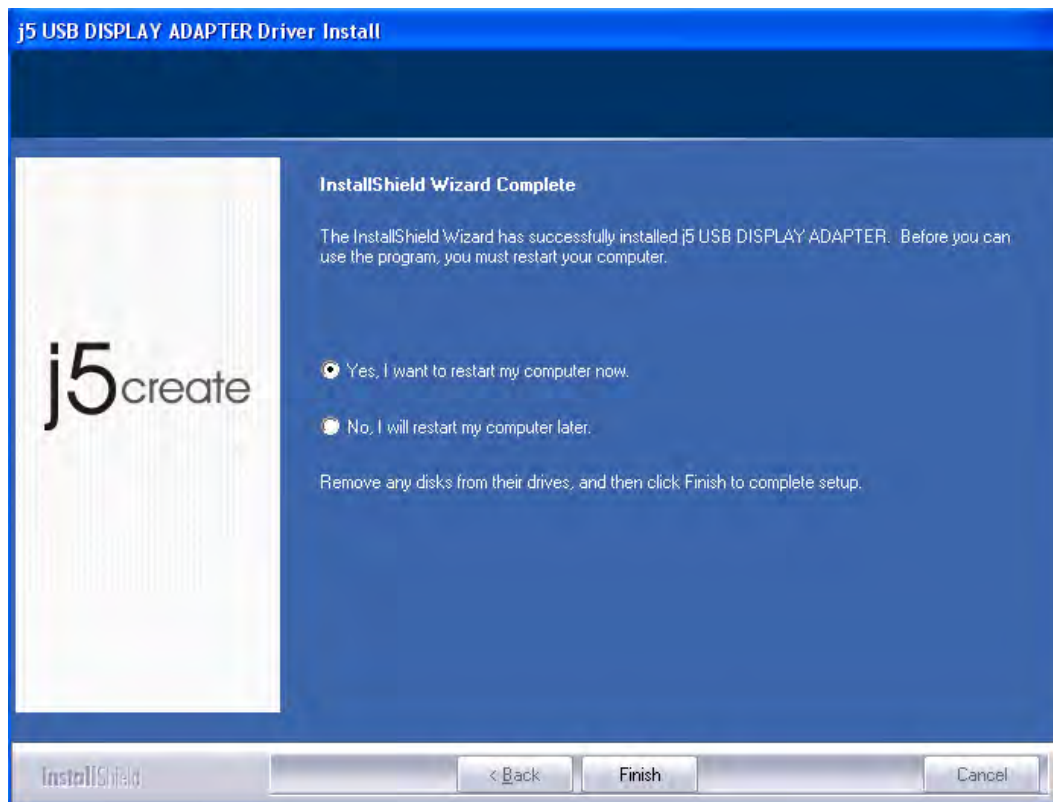 j5 USB DISPLAY ADAPTER Driver Install
InstallShield Wizard Complete
The InstallShield Wizard has successfully installed j5 USB DISPLAY ADAPTER. Before you can
use the program, you must restart your computer.
j5create
Yes, I want to restart my computer now.
No, I will restart my computer later.
Remove any disks from their drives, and then click Finish to complete setup.
InstallShield
< Back
Finish
Cancel